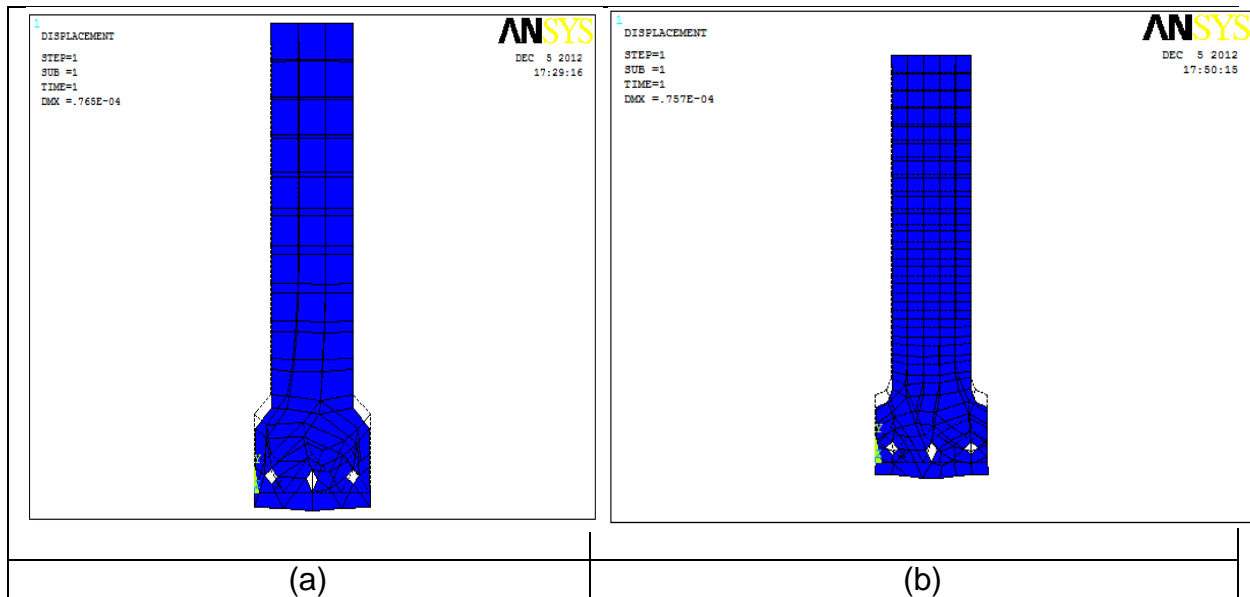 1
DISPLACEMENT
STEP=1
SUB =1
TIME=1
DMX =.765E-04
ANSYS
DEC 5 2012
17:29:16
Y
1
DISPLACEMENT
STEP=1
SUB =1
TIME=1
DMX =.757E-04
ANSYS
DEC 5 2012
17:50:15
Y
(a)
(b)